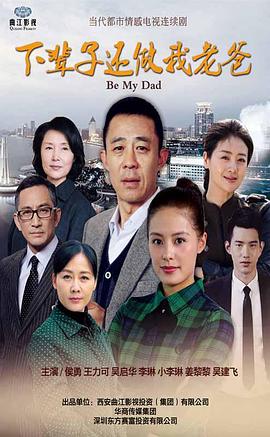 曲江影视
QUJIANG FILM&TV
当代都市情感电视连续剧
下辈子还做我老爸
Be My Dad
主演/侯勇 王力可 吴启华 李琳 小李琳 姜黎黎 吴建飞
出品单位:西安曲江影视投资(集团)有限公司
华商传媒集团
深圳东方赛富投资有限公司